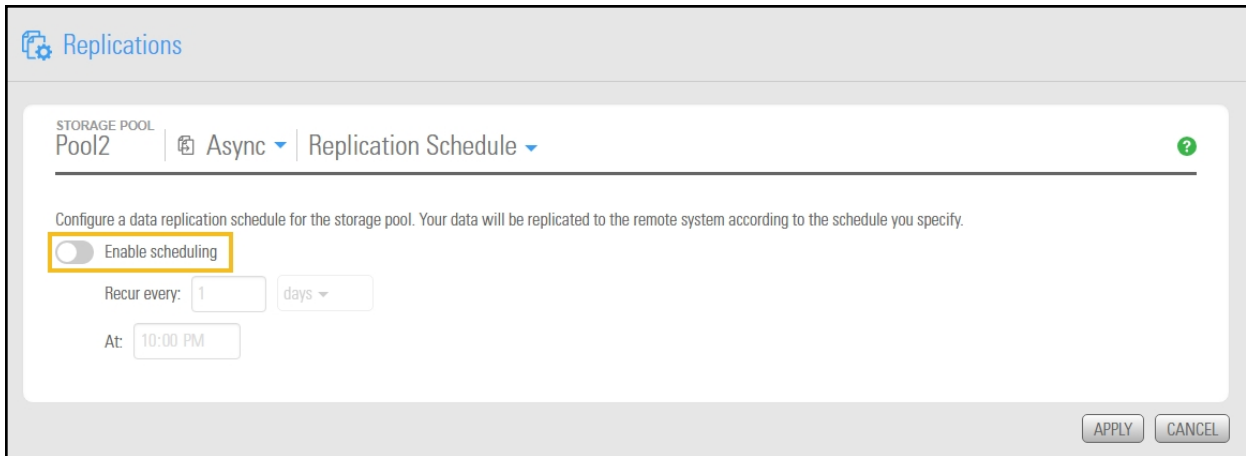 Replications
STORAGE POOL
Pool2 Async Replication Schedule
?
Configure a data replication schedule for the storage pool. Your data will be replicated to the remote system according to the schedule you specify.
Enable scheduling
Recur every: 1 days
At: 10:00 PM
APPLY CANCEL